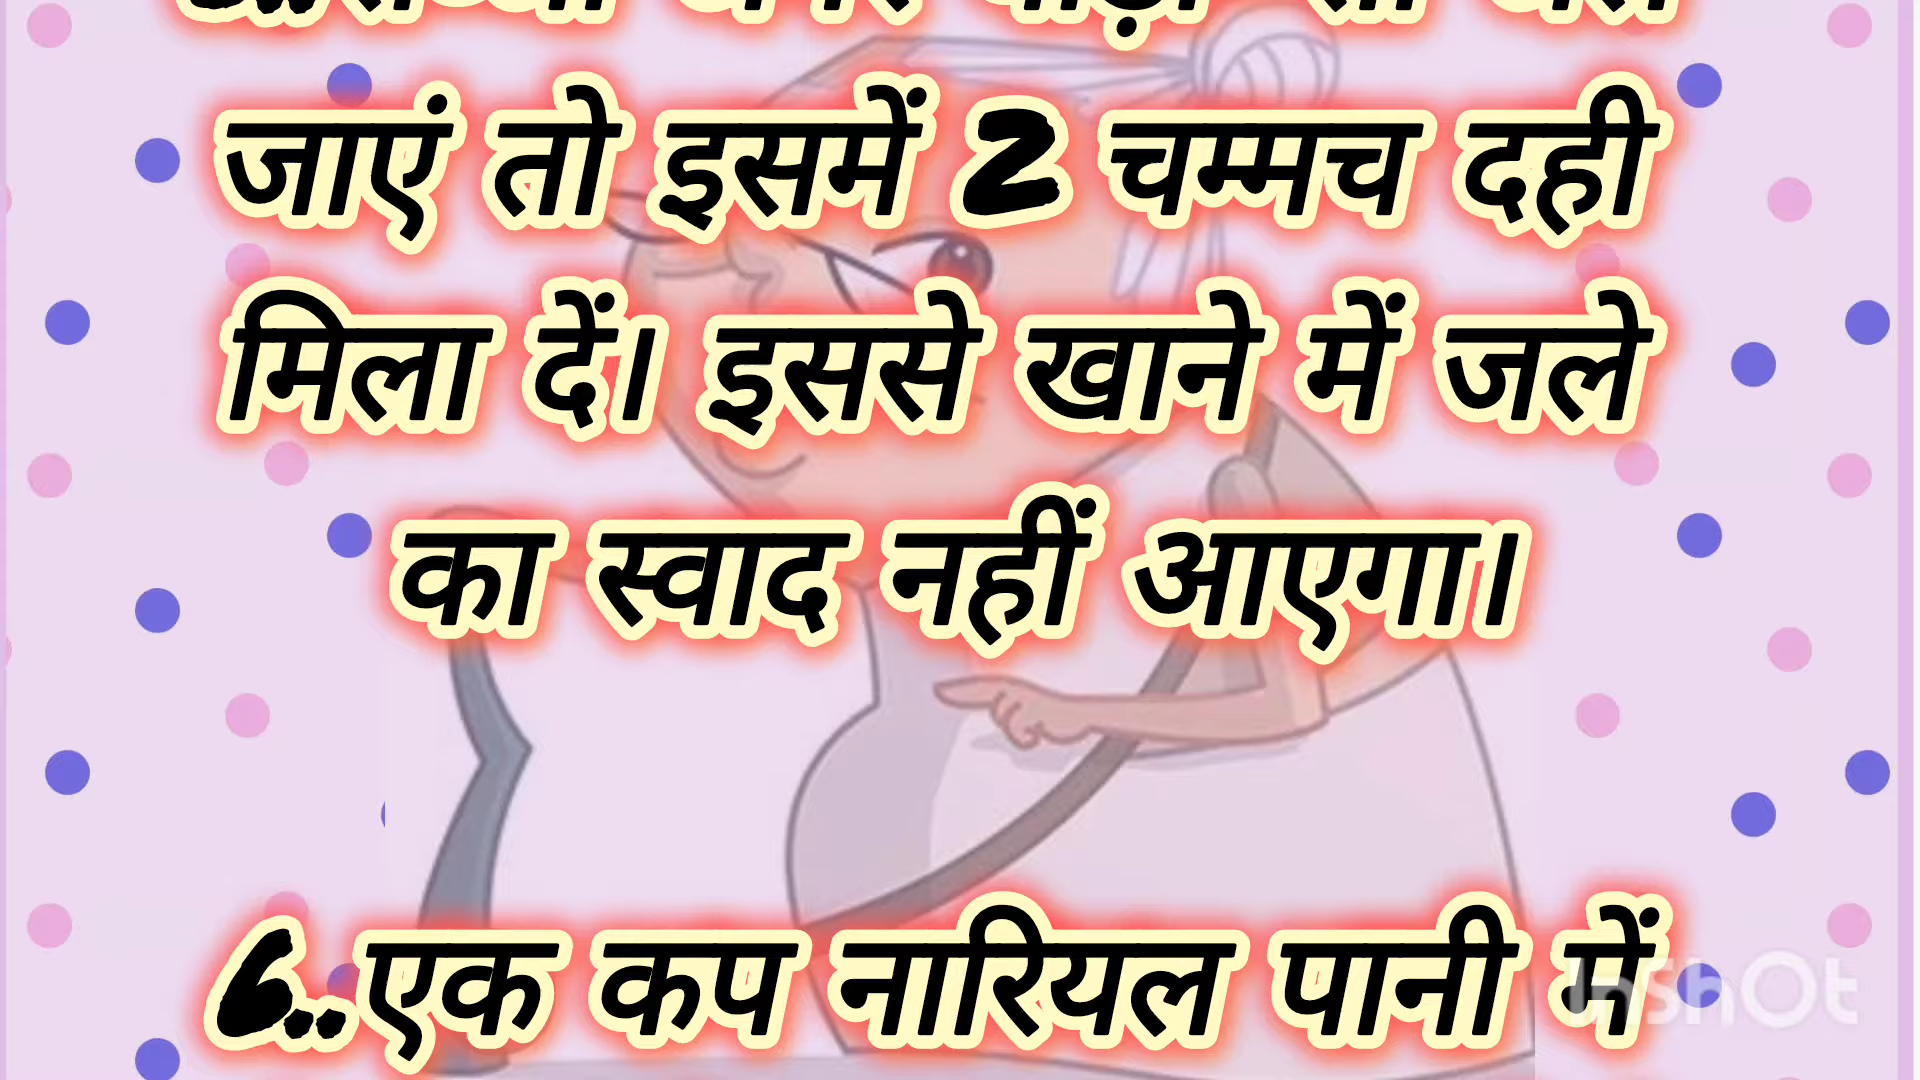 जाएं तो इसमें 2 चम्मच दही
मिला दें। इससे खाने में जले
का स्वाद नहीं आएगा।
6..एक कप नारियल पानी में
InShOt